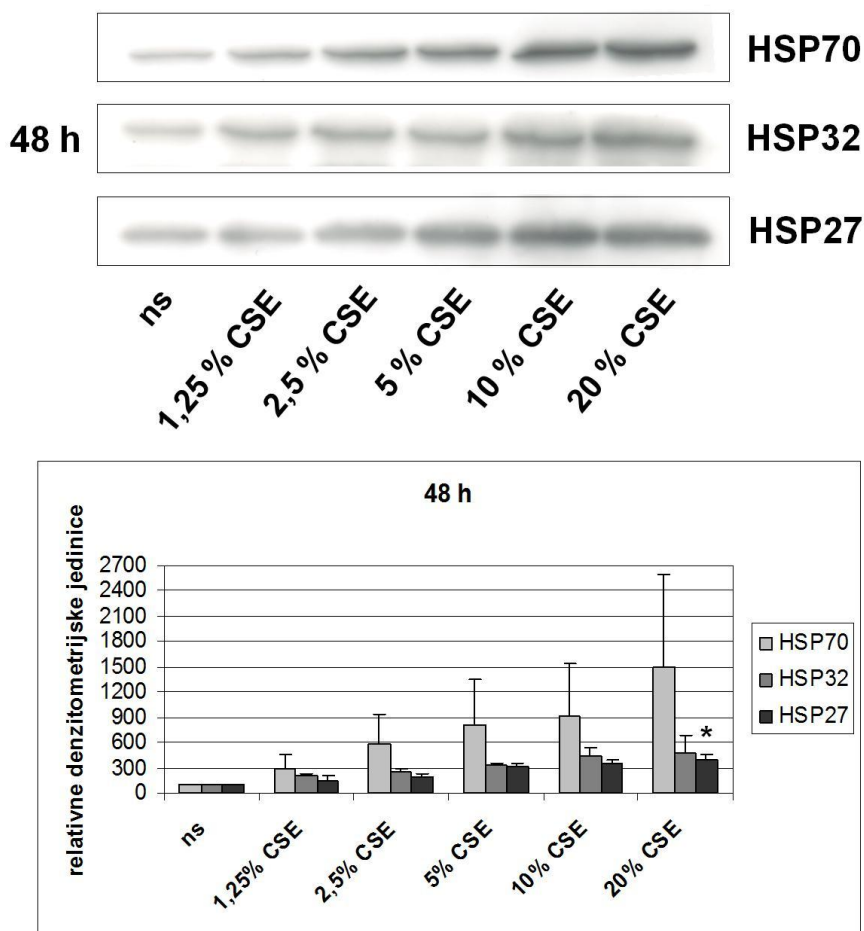 HSP70
48 h
HSP32
HSP27
ns
1,25 % CSE
2,5 % CSE
5 % CSE
10 % CSE
20 % CSE
48 h
relativne denzitometrijske jedinice
2700
2400
2100
1800
1500
1200
900
600
300
0
*
HSP70
HSP32
HSP27
ns
1,25% CSE
2,5% CSE
5% CSE
10% CSE
20% CSE